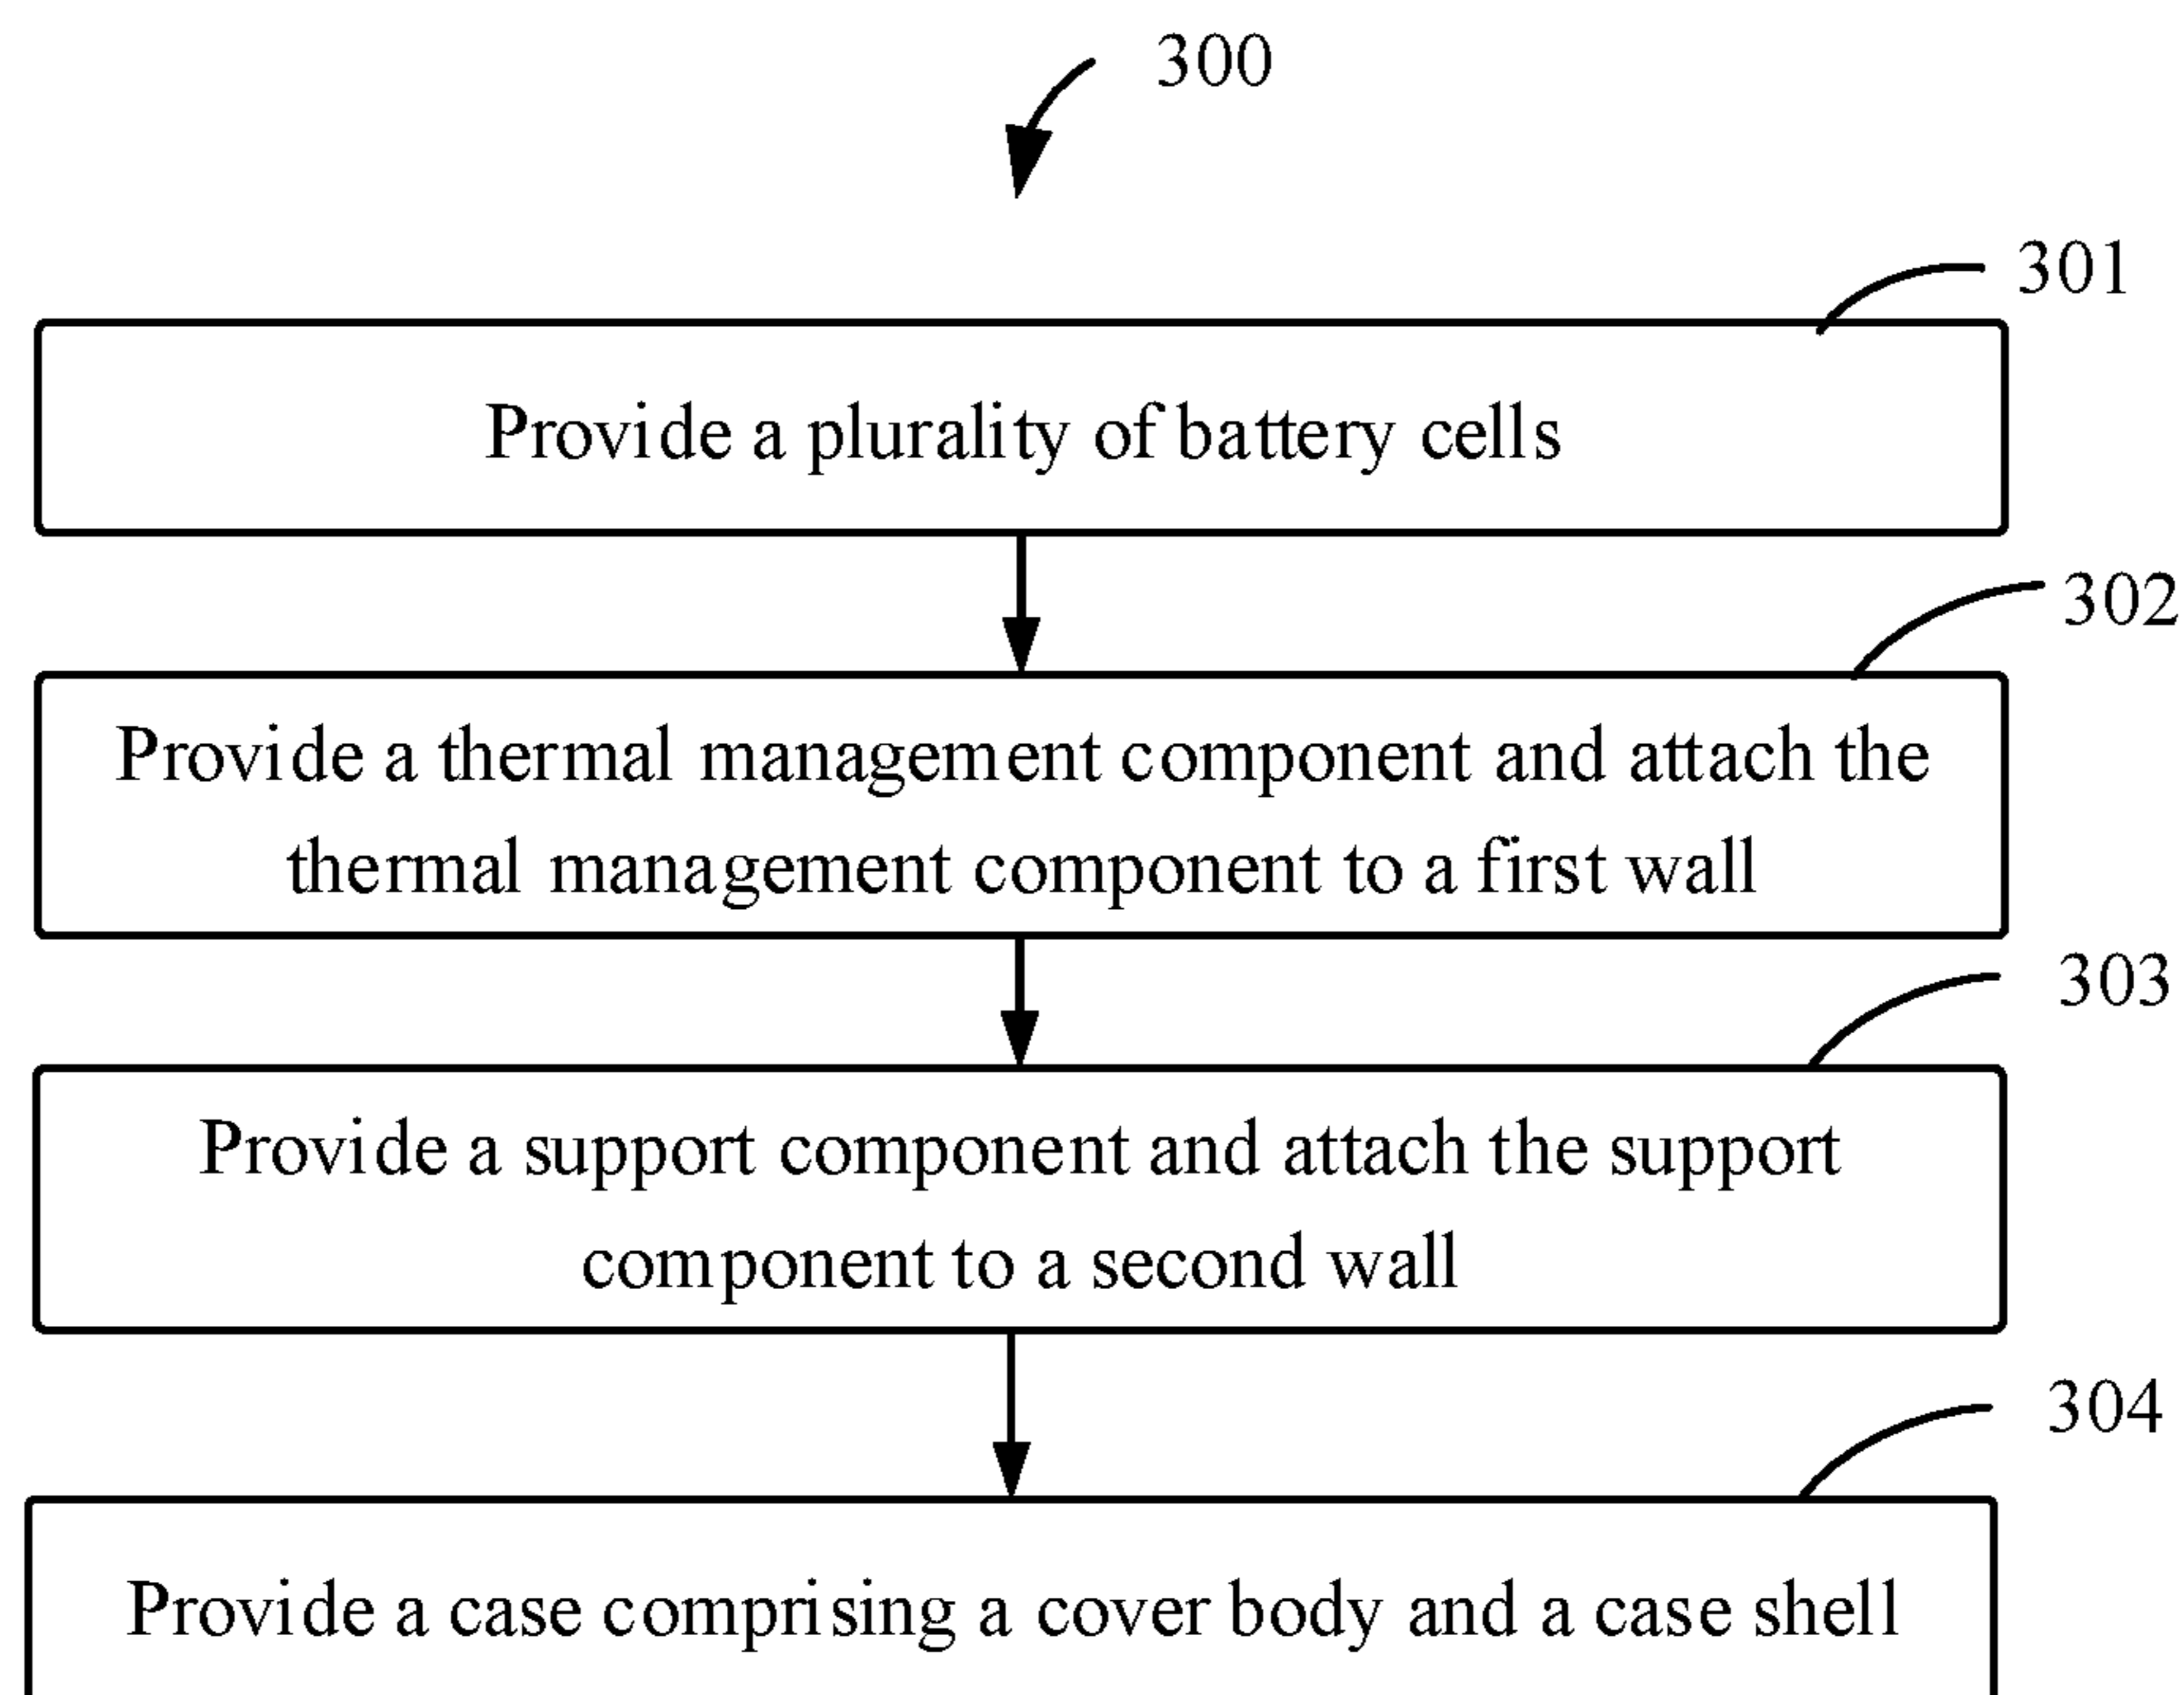 300
301
Provide a plurality of battery cells
302
Provide a thermal management component and attach the
thermal management component to a first wall
303
Provide a support component and attach the support
component to a second wall
304
Provide a case comprising a cover body and a case shell